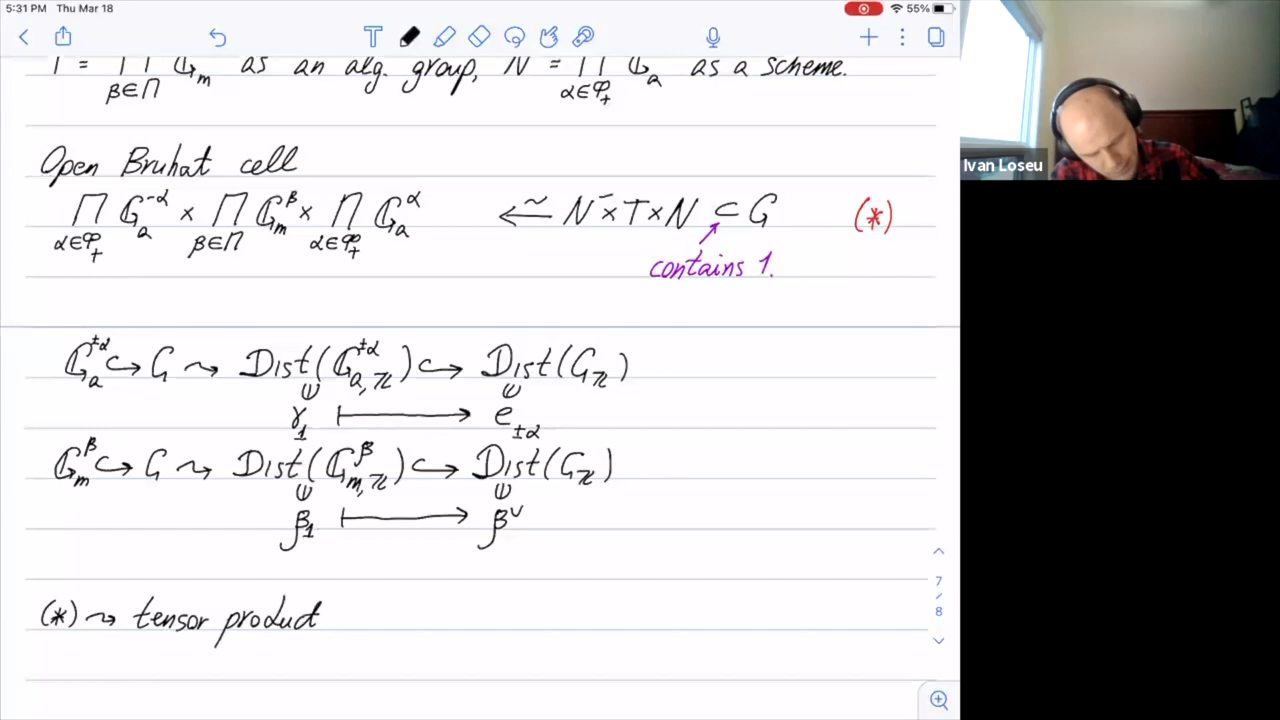 5:31 PM Thu Mar 18
55%
T = ∏_{β∈Π} 𝔾_m as an alg. group, N = ∏_{α∈Φ_+} 𝔾_a as a scheme.
Open Bruhat cell
∏_{α∈Φ_+} 𝔾_a^{-α} × ∏_{β∈Π} 𝔾_m^β × ∏_{α∈Φ_+} 𝔾_a^α ⟵~ N^- × T × N ⊂ G (*)
contains 1.
Ivan Loseu
𝔾_a^{±α} ↪ G ⇝ Dist(𝔾_{a,ℤ}^{±α}) ↪ Dist(G_ℤ)
γ_1 ↦ e_{±α}
𝔾_m^β ↪ G ⇝ Dist(𝔾_{m,ℤ}^β) ↪ Dist(G_ℤ)
β_1 ↦ β^∨
(*) ⇝ tensor product
7
/
8